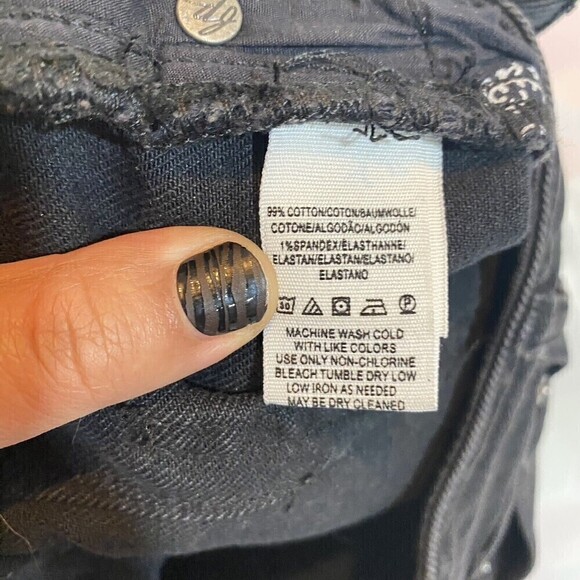 99% COTTON/COTON/BAUMWOLLE/
COTONE/ALGODÃO/ALGODÓN
1%SPANDEX/ÉLASTHANNE/
ELASTAN/ELASTAN/ELASTANO/
ELASTANO
30 P
MACHINE WASH COLD
WITH LIKE COLORS
USE ONLY NON-CHLORINE
BLEACH TUMBLE DRY LOW
LOW IRON AS NEEDED
MAY BE DRY CLEANED